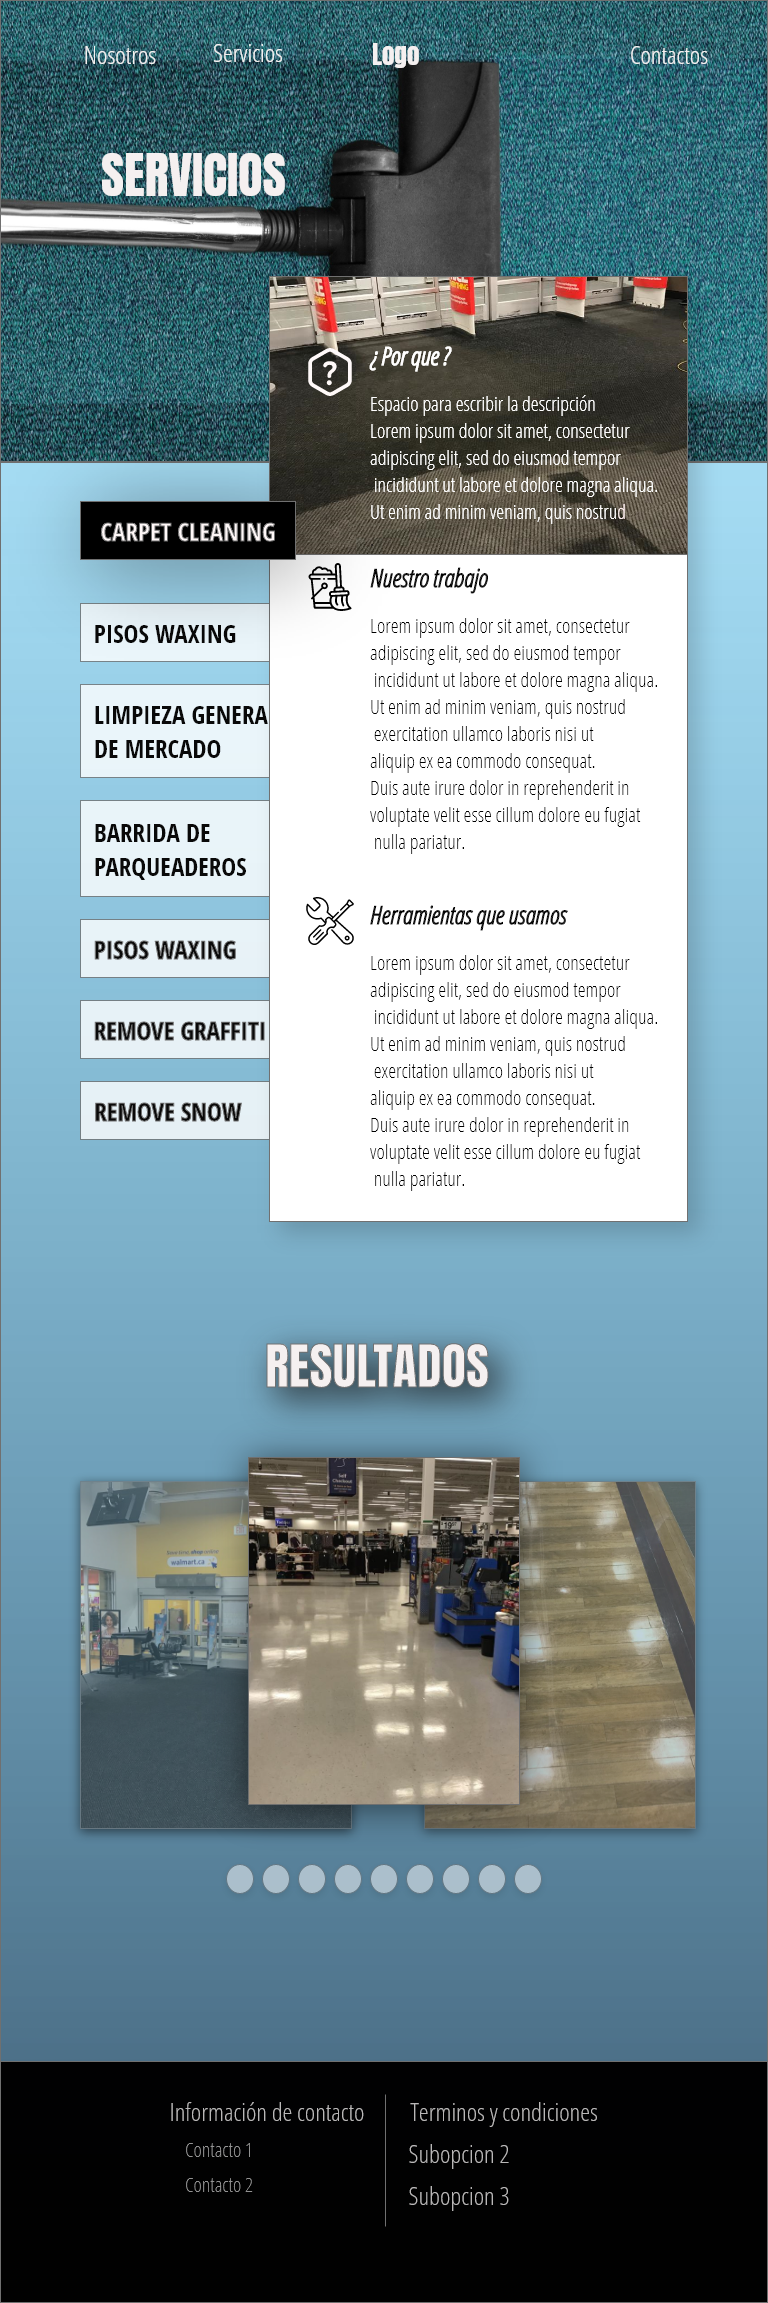 Nosotros
Servicios
Logo
Contactos
SERVICIOS
¿ Por que ?
Espacio para escribir la descripción
Lorem ipsum dolor sit amet, consectetur
adipiscing elit, sed do eiusmod tempor
incididunt ut labore et dolore magna aliqua.
Ut enim ad minim veniam, quis nostrud
CARPET CLEANING
PISOS WAXING
LIMPIEZA GENERA
DE MERCADO
BARRIDA DE
PARQUEADEROS
PISOS WAXING
REMOVE GRAFFITI
REMOVE SNOW
Nuestro trabajo
Lorem ipsum dolor sit amet, consectetur
adipiscing elit, sed do eiusmod tempor
incididunt ut labore et dolore magna aliqua.
Ut enim ad minim veniam, quis nostrud
exercitation ullamco laboris nisi ut
aliquip ex ea commodo consequat.
Duis aute irure dolor in reprehenderit in
voluptate velit esse cillum dolore eu fugiat
nulla pariatur.
Herramientas que usamos
Lorem ipsum dolor sit amet, consectetur
adipiscing elit, sed do eiusmod tempor
incididunt ut labore et dolore magna aliqua.
Ut enim ad minim veniam, quis nostrud
exercitation ullamco laboris nisi ut
aliquip ex ea commodo consequat.
Duis aute irure dolor in reprehenderit in
voluptate velit esse cillum dolore eu fugiat
nulla pariatur.
RESULTADOS
walmart.ca
Información de contacto
Contacto 1
Contacto 2
Terminos y condiciones
Subopcion 2
Subopcion 3